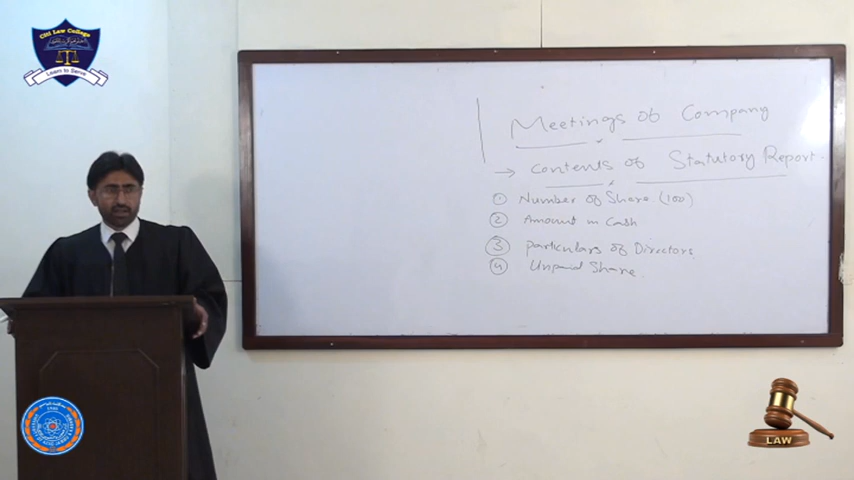 Citi Law College
Learn to Serve
Meetings of Company
→ Contents of Statutory Report.
① Number of Share (100)
② Amount in Cash
③ Particulars of Directors
④ Unpaid Share.
LAW